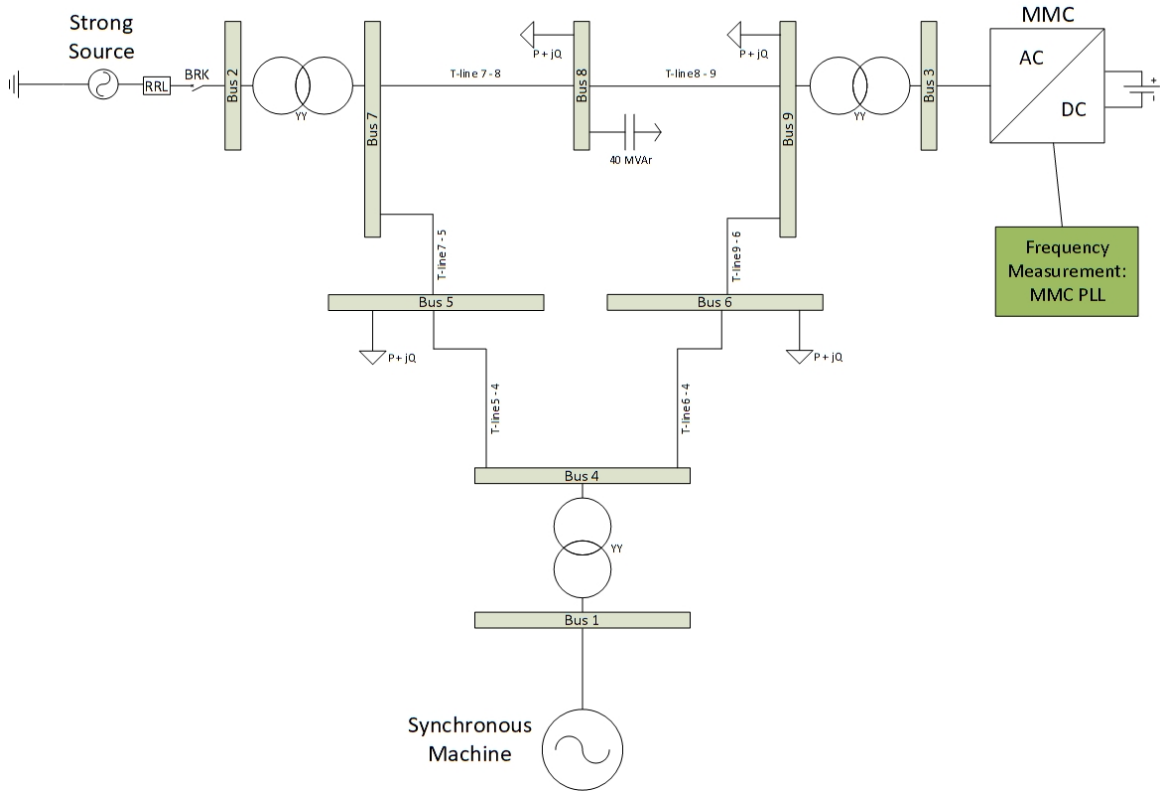 Strong
Source
RRL
BRK
Bus 2
YY
Bus 7
T-line 7 - 8
P + jQ
Bus 8
40 MVAr
T-line8 - 9
P + jQ
Bus 9
YY
Bus 3
MMC
AC
DC
+
-
Frequency
Measurement:
MMC PLL
T-line7 - 5
T-line9 - 6
Bus 5
Bus 6
P + jQ
P + jQ
T-line5 - 4
T-line6 - 4
Bus 4
YY
Bus 1
Synchronous
Machine